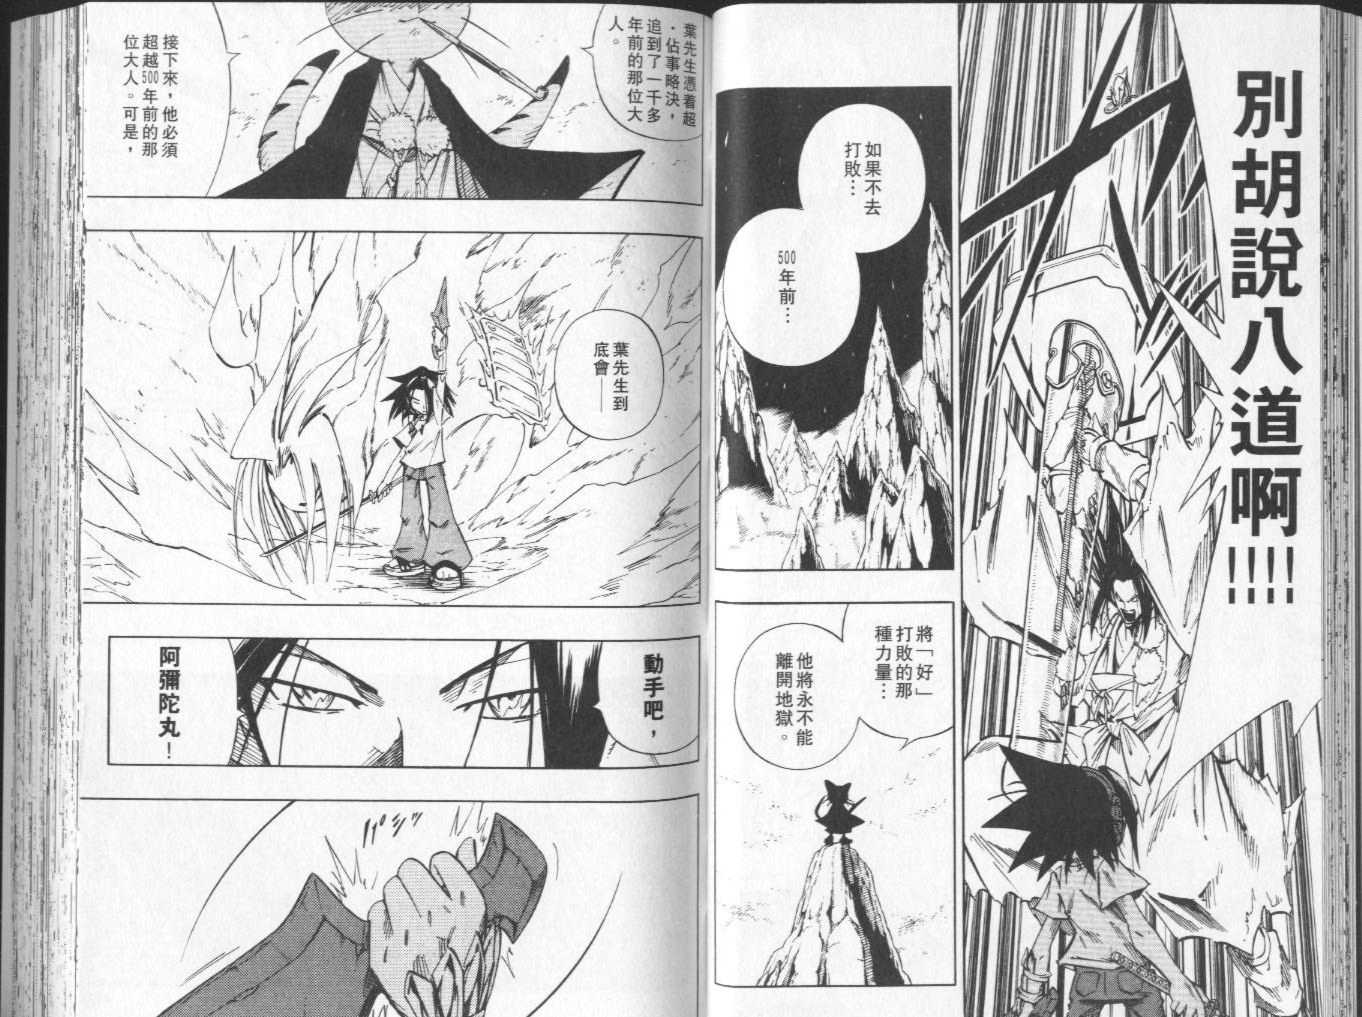 別胡說八道啊!!!!
如果不去
打敗…
500
年前…
將「好」
打敗的那
種力量…
他將永不能
離開地獄。
葉先生憑着超
・佔事略決，
追到了一千多
年前的那位大
人。
接下來，他必須
超越500年前的那
位大人。可是，
葉先生到
底會──
動手吧，
阿彌陀丸！
パシッ